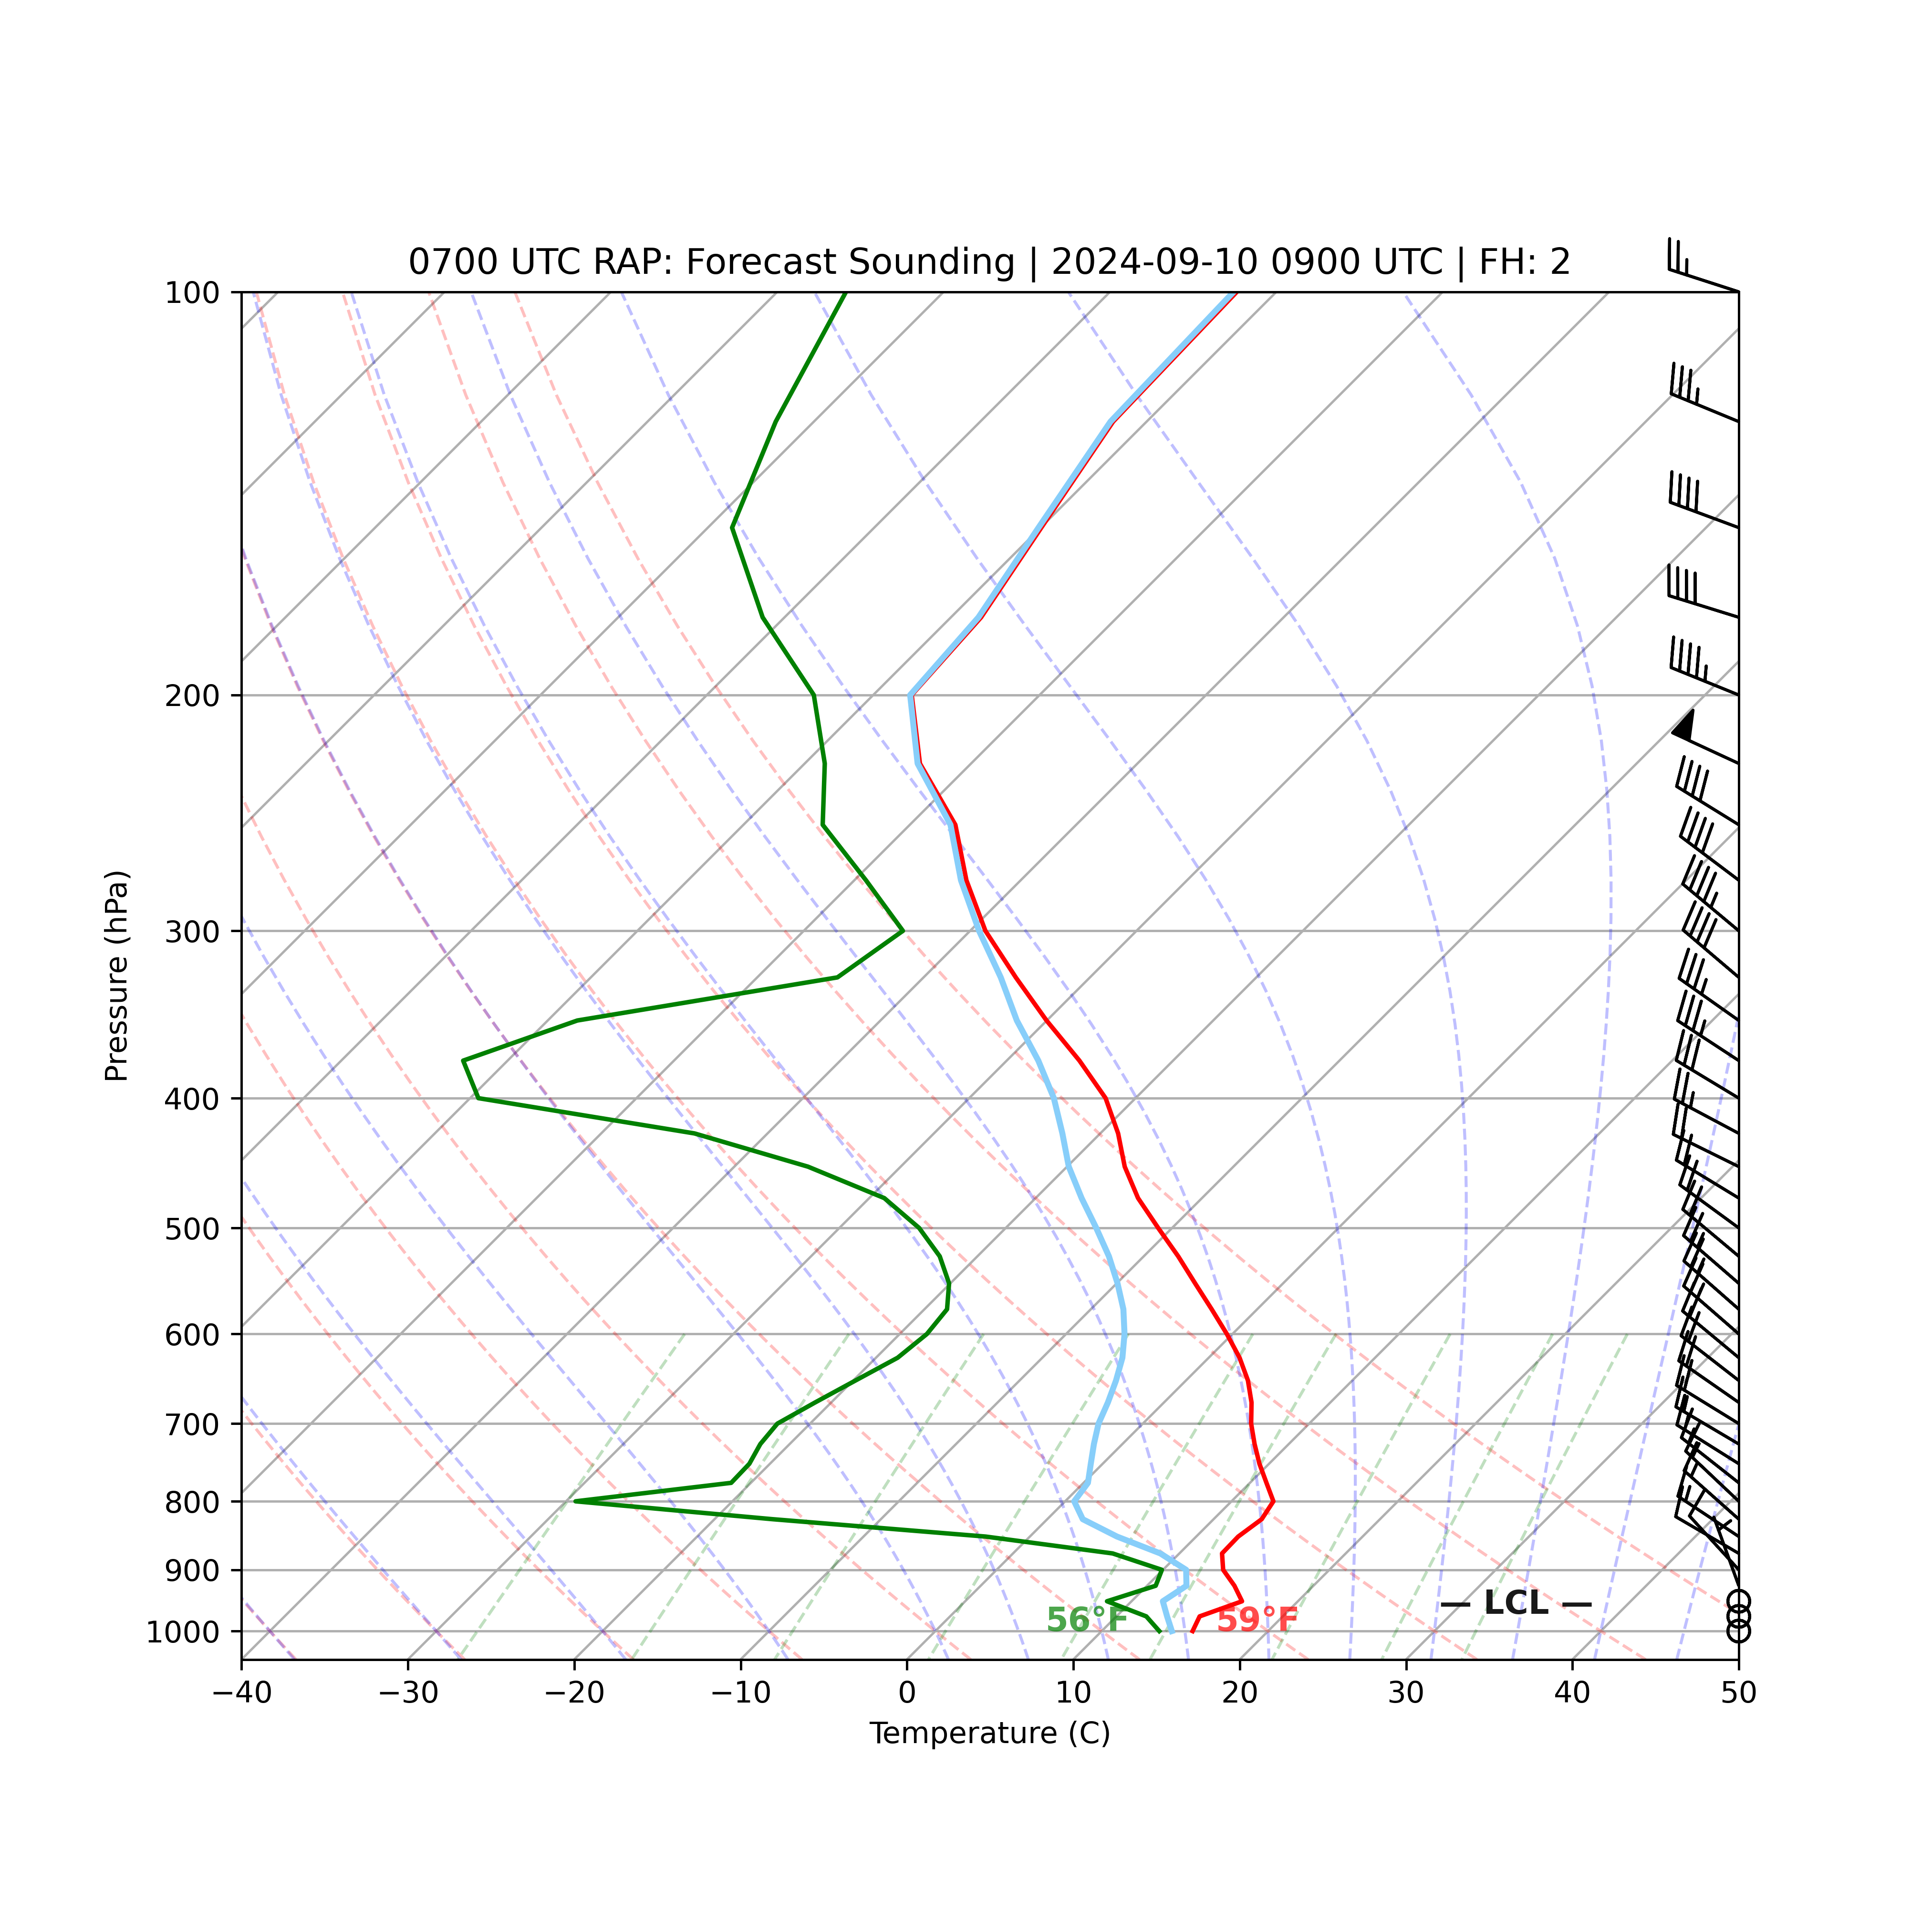 0700 UTC RAP: Forecast Sounding | 2024-09-10 0900 UTC | FH: 2
100
200
300
400
500
600
700
800
900
1000
Pressure (hPa)
56°F
59°F
— LCL —
−40 −30 −20 −10 0 10 20 30 40 50
Temperature (C)